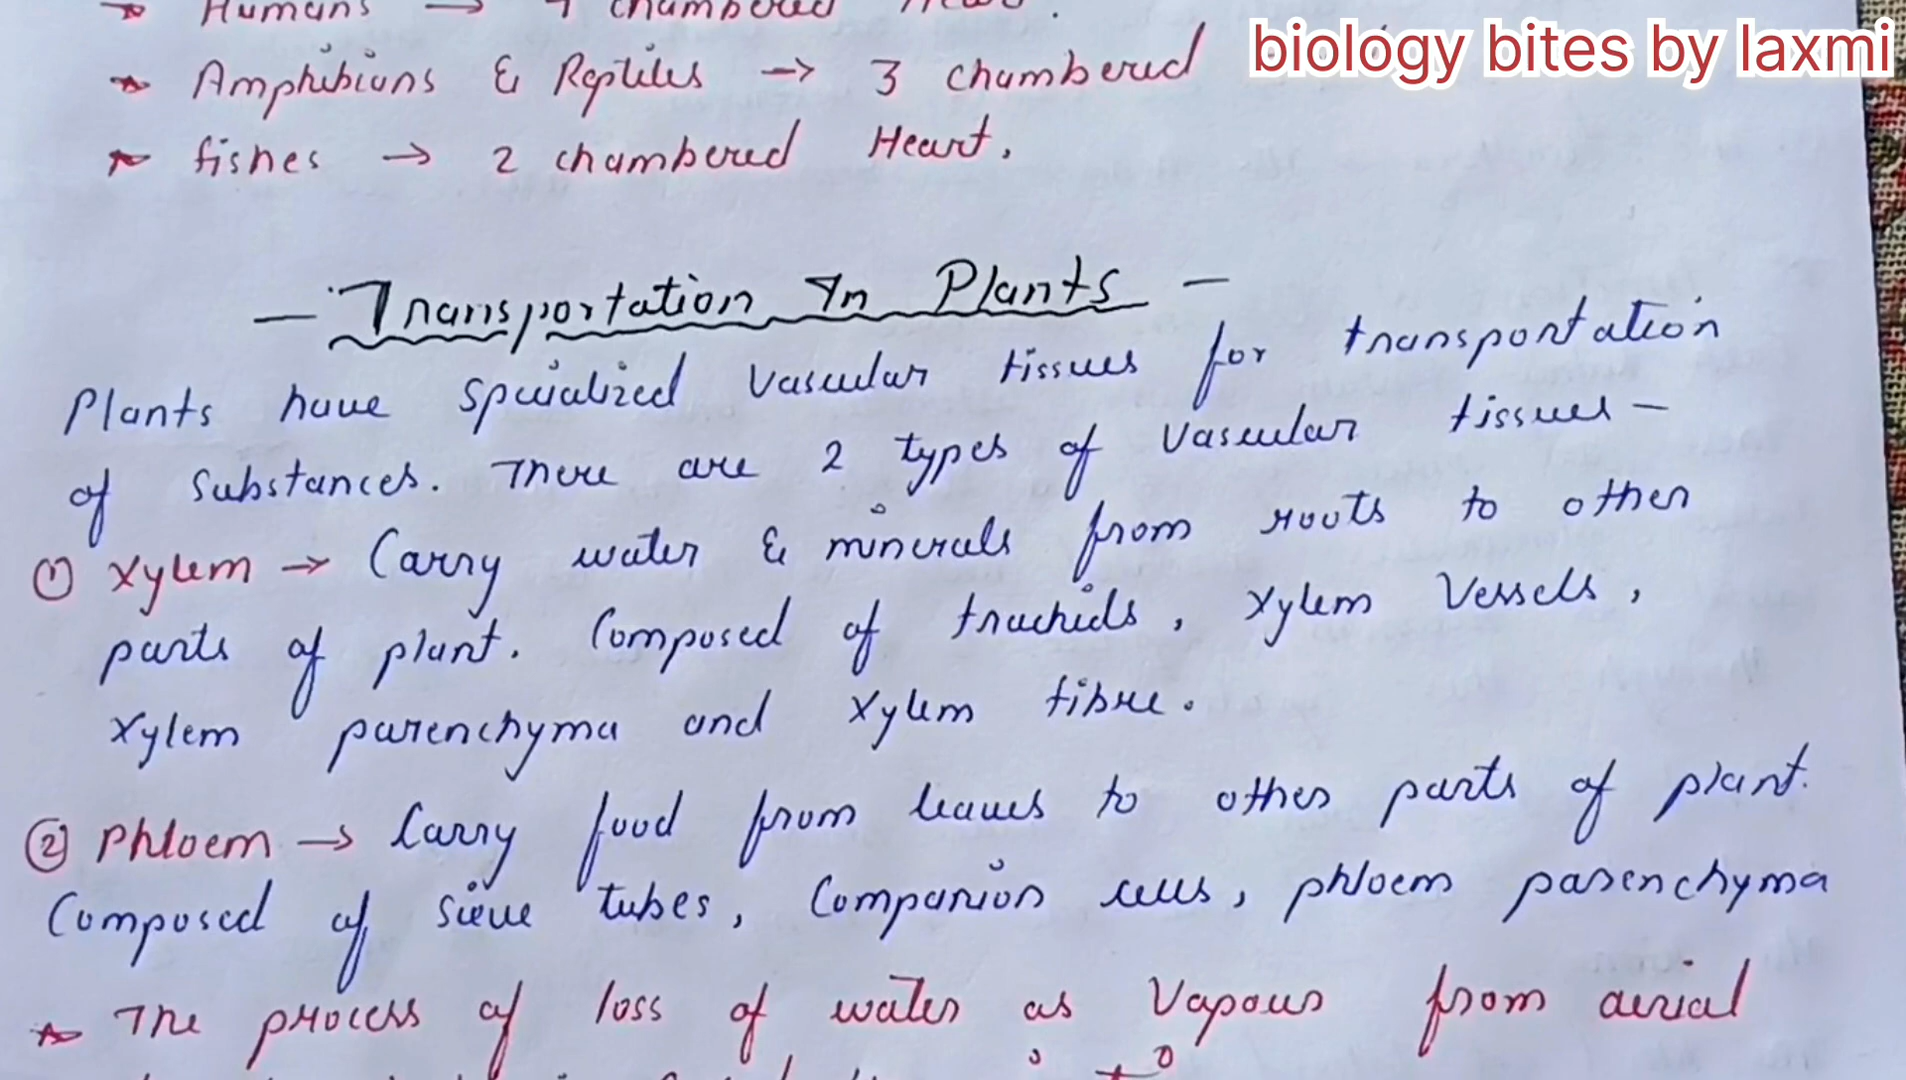 Humans → 4 chambered Heart.
biology bites by laxmi
Amphibians & Reptiles → 3 chambered
fishes → 2 chambered Heart.
— Transportation In Plants —
Plants have specialized vascular tissues for transportation
of substances. There are 2 types of vascular tissues —
① Xylem → Carry water & minerals from roots to other
parts of plant. Composed of tracheids, Xylem Vessels,
Xylem parenchyma and Xylem fibre.
② Phloem → Carry food from leaves to other parts of plant.
Composed of sieve tubes, Companion cells, phloem parenchyma
The process of loss of water as Vapour from aerial